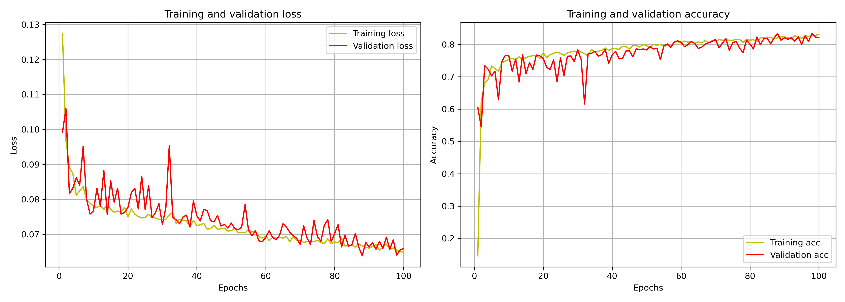 Training and validation loss
0.13
0.12
0.11
0.10
0.09
0.08
0.07
Loss
0 20 40 60 80 100
Epochs
Training loss
Validation loss
Training and validation accuracy
0.8
0.7
0.6
0.5
0.4
0.3
0.2
Accuracy
0 20 40 60 80 100
Epochs
Training acc
Validation acc